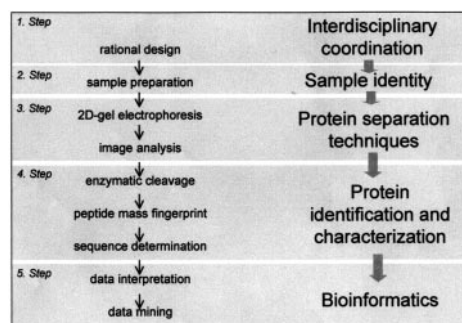 1. Step
rational design
Interdisciplinary
coordination
2. Step
sample preparation
Sample identity
3. Step
2D-gel electrophoresis
image analysis
Protein separation
techniques
4. Step
enzymatic cleavage
peptide mass fingerprint
sequence determination
Protein
identification and
characterization
5. Step
data interpretation
data mining
Bioinformatics